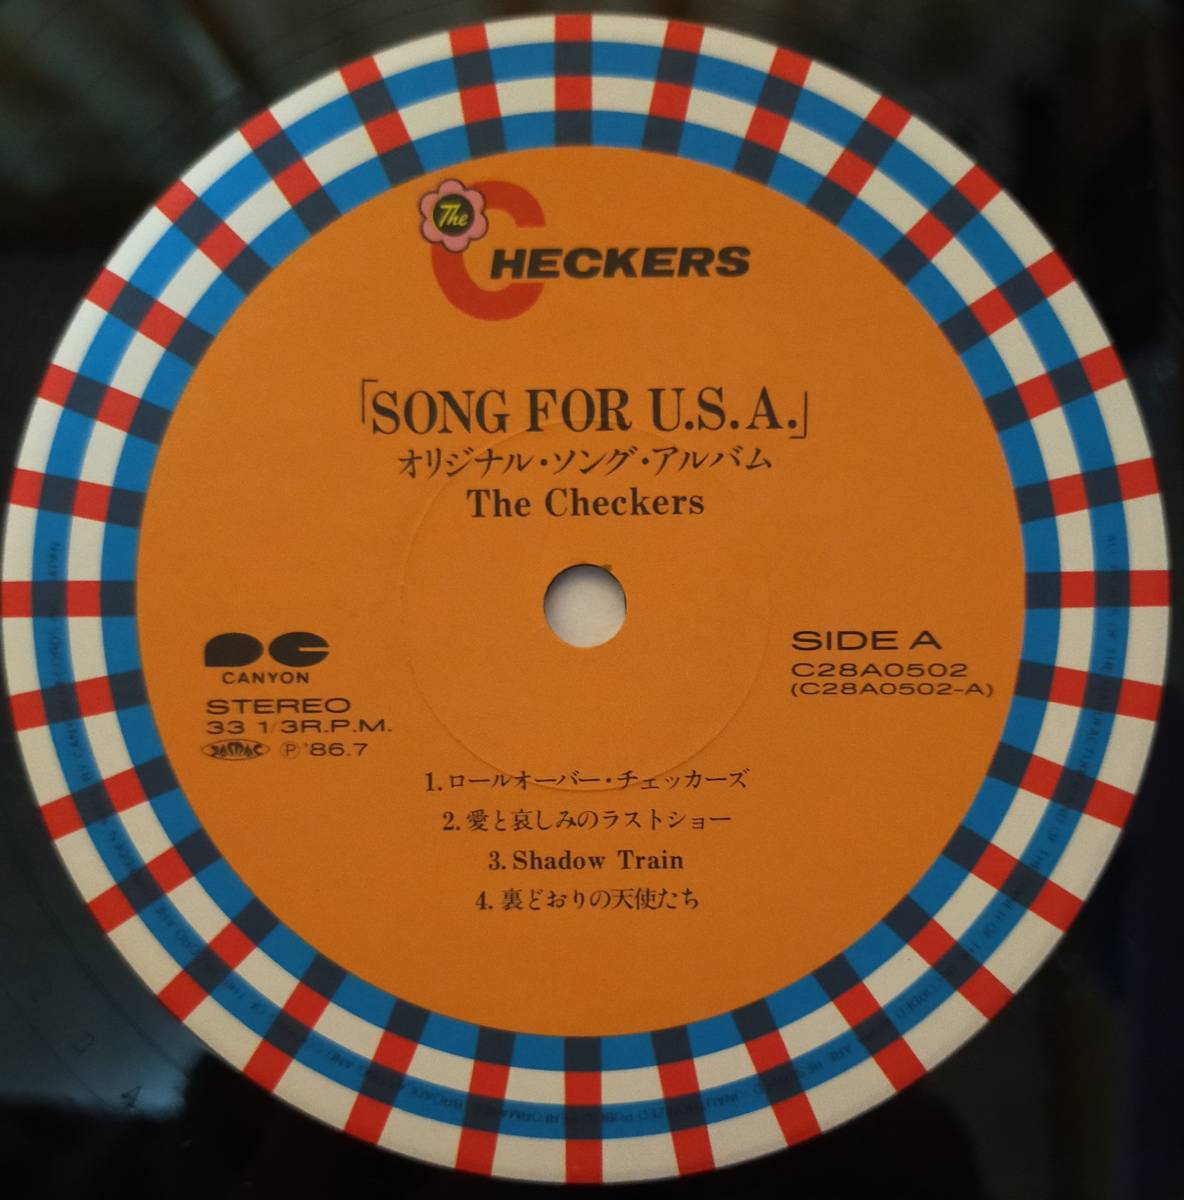 The CHECKERS
「SONG FOR U.S.A.」
オリジナル・ソング・アルバム
The Checkers
CANYON
STEREO
33 1/3R.P.M.
JASRAC Ⓟ '86.7
SIDE A
C28A0502
(C28A0502-A)
1. ロールオーバー・チェッカーズ
2. 愛と哀しみのラストショー
3. Shadow Train
4. 裏どおりの天使たち